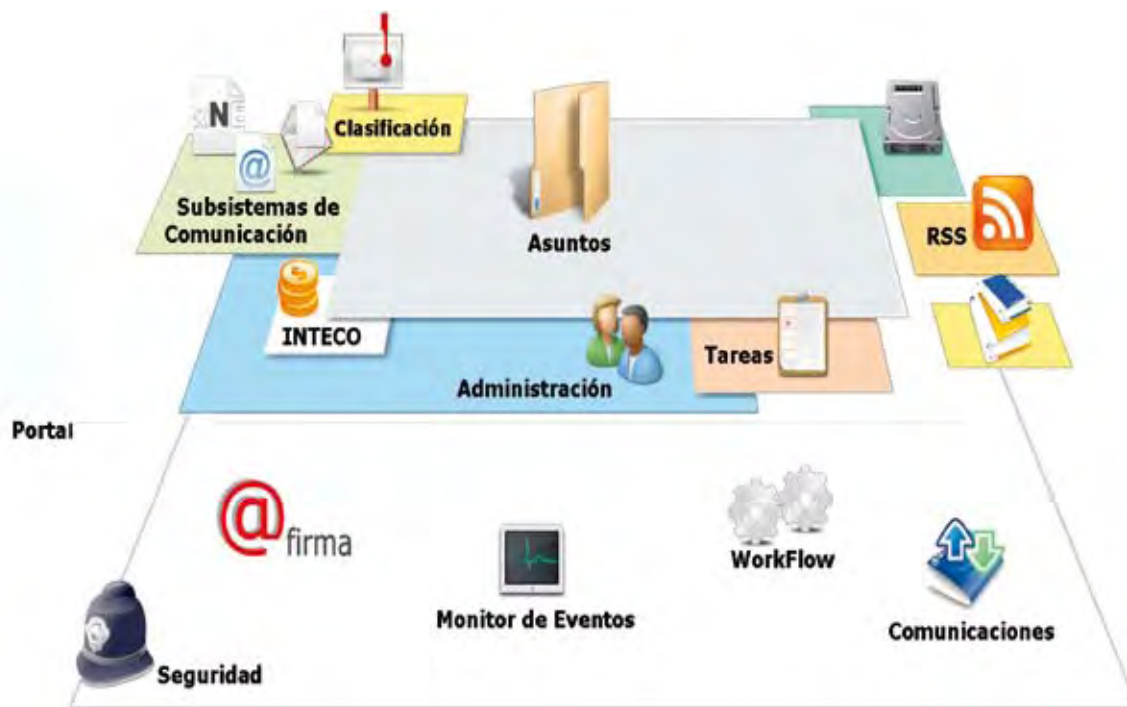 N
@
Clasificación
Subsistemas de
Comunicación
Asuntos
RSS
INTECO
Tareas
Administración
Portal
@firma
WorkFlow
Monitor de Eventos
Comunicaciones
Seguridad